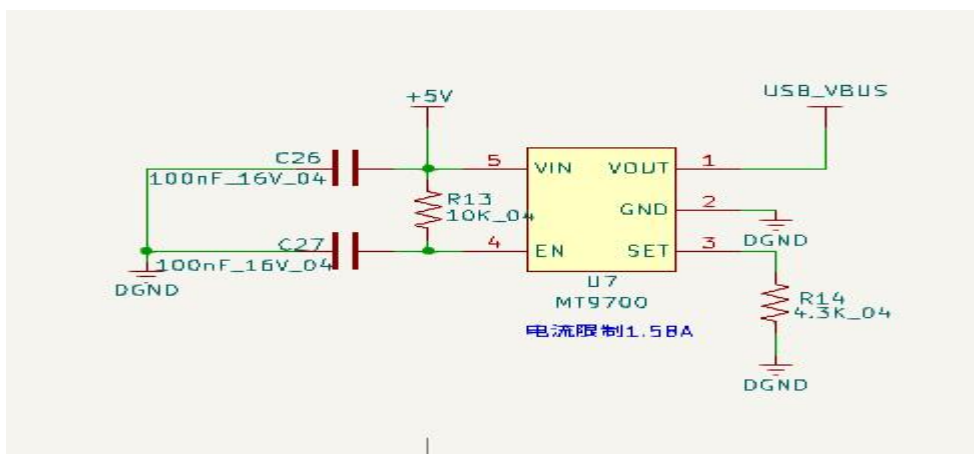 +5V
USB_VBUS
C26
100nF_16V_04
5
VIN
VOUT
1
R13
10K_04
GND
2
DGND
C27
100nF_16V_04
4
EN
SET
3
DGND
U7
MT9700
R14
4.3K_04
电流限制1.58A
DGND